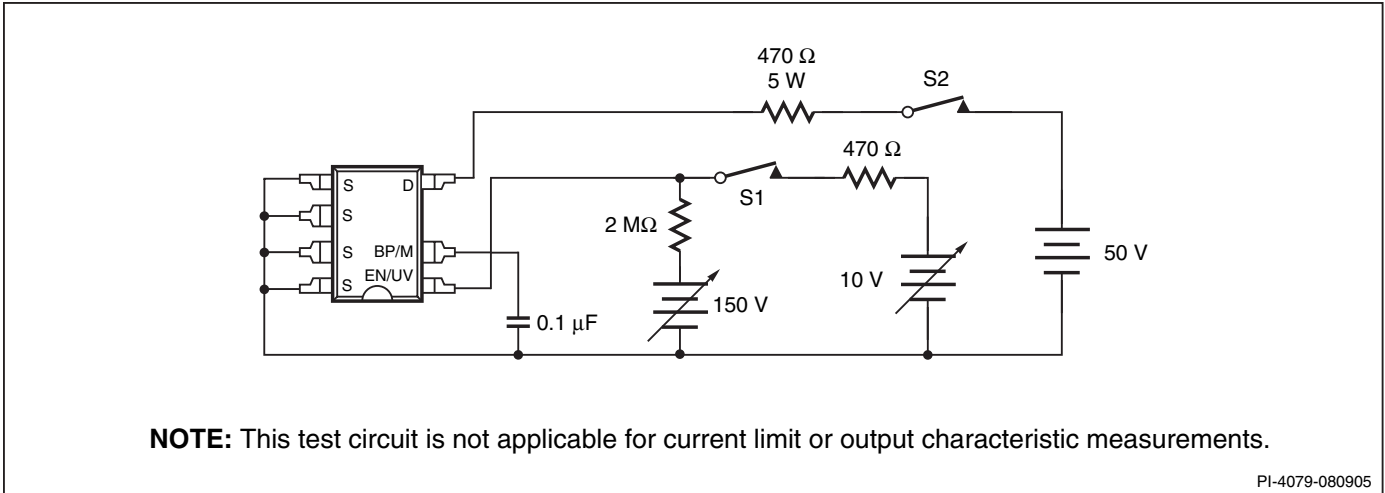 470 Ω
5 W
S2
470 Ω
S1
S D
S
S BP/M
EN/UV
S
2 MΩ
150 V
10 V
50 V
0.1 μF
NOTE: This test circuit is not applicable for current limit or output characteristic measurements.
PI-4079-080905